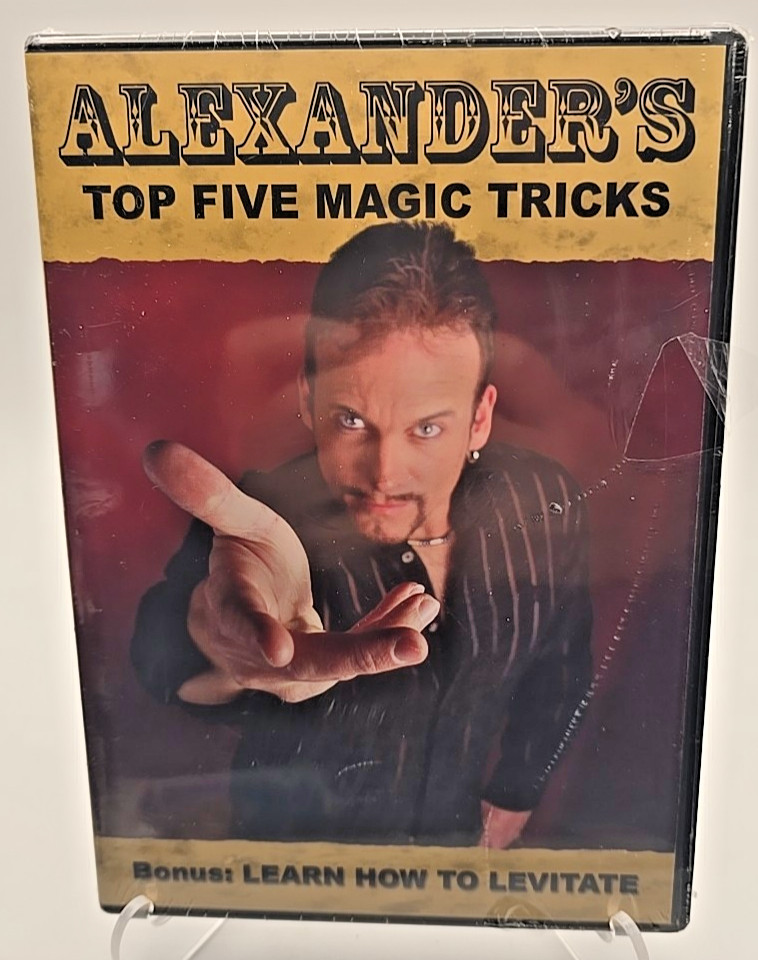 ALEXANDER'S
TOP FIVE MAGIC TRICKS
Bonus: LEARN HOW TO LEVITATE